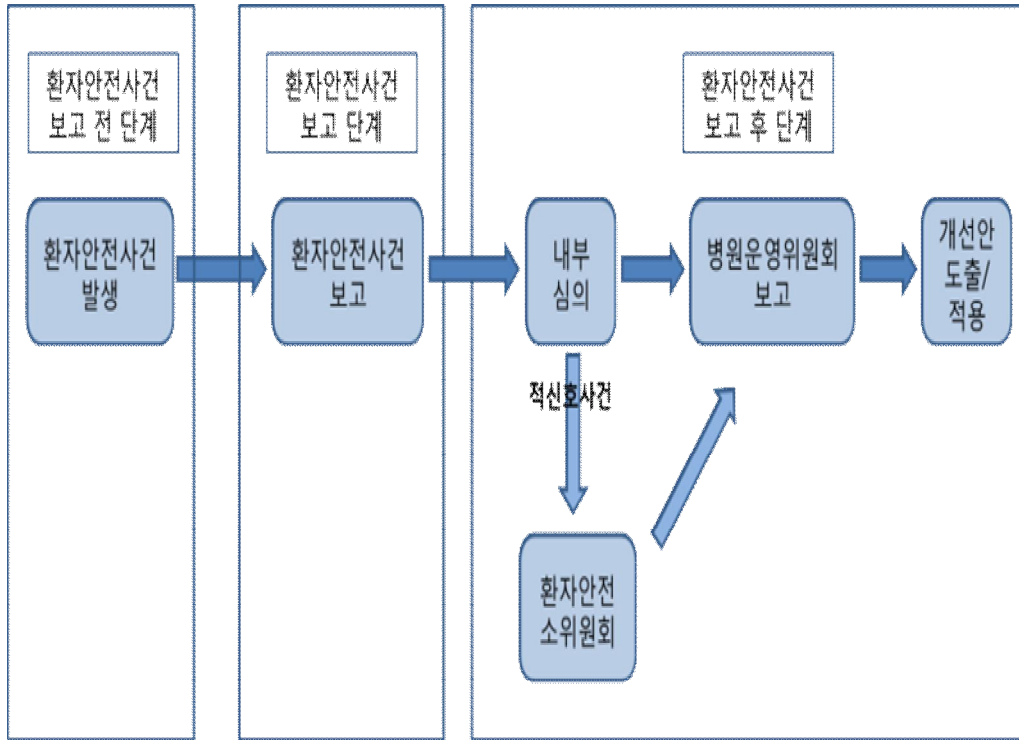 환자안전사건
보고 전 단계
환자안전사건
보고 단계
환자안전사건
보고 후 단계
환자안전사건
발생
환자안전사건
보고
내부
심의
병원운영위원회
보고
개선안
도출/
적용
적신호사건
환자안전
소위원회